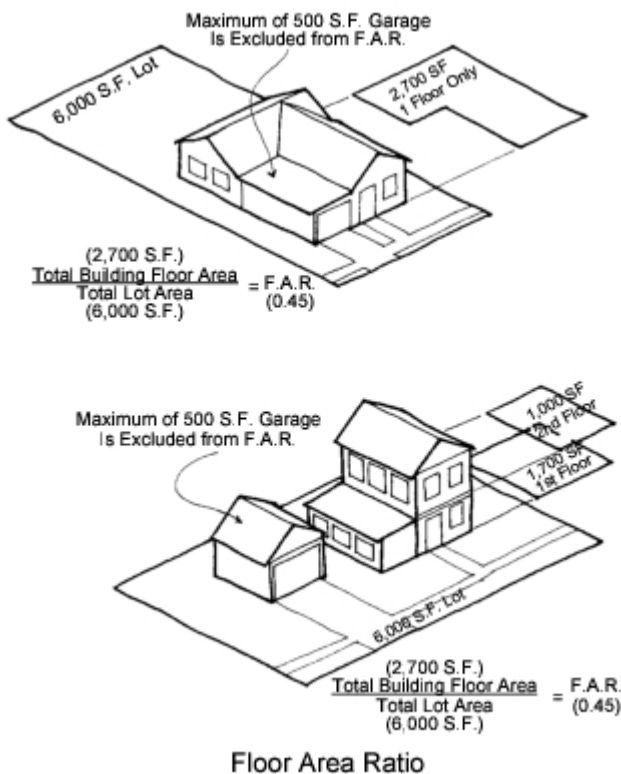 Maximum of 500 S.F. Garage
Is Excluded from F.A.R.
6,000 S.F. Lot
2,700 SF
1 Floor Only
(2,700 S.F.)
Total Building Floor Area
Total Lot Area
(6,000 S.F.)
= F.A.R.
(0.45)
Maximum of 500 S.F. Garage
Is Excluded from F.A.R.
1,000 SF
2nd Floor
1,700 SF
1st Floor
6,000 S.F. Lot
(2,700 S.F.)
Total Building Floor Area
Total Lot Area
(6,000 S.F.)
= F.A.R.
(0.45)
Floor Area Ratio